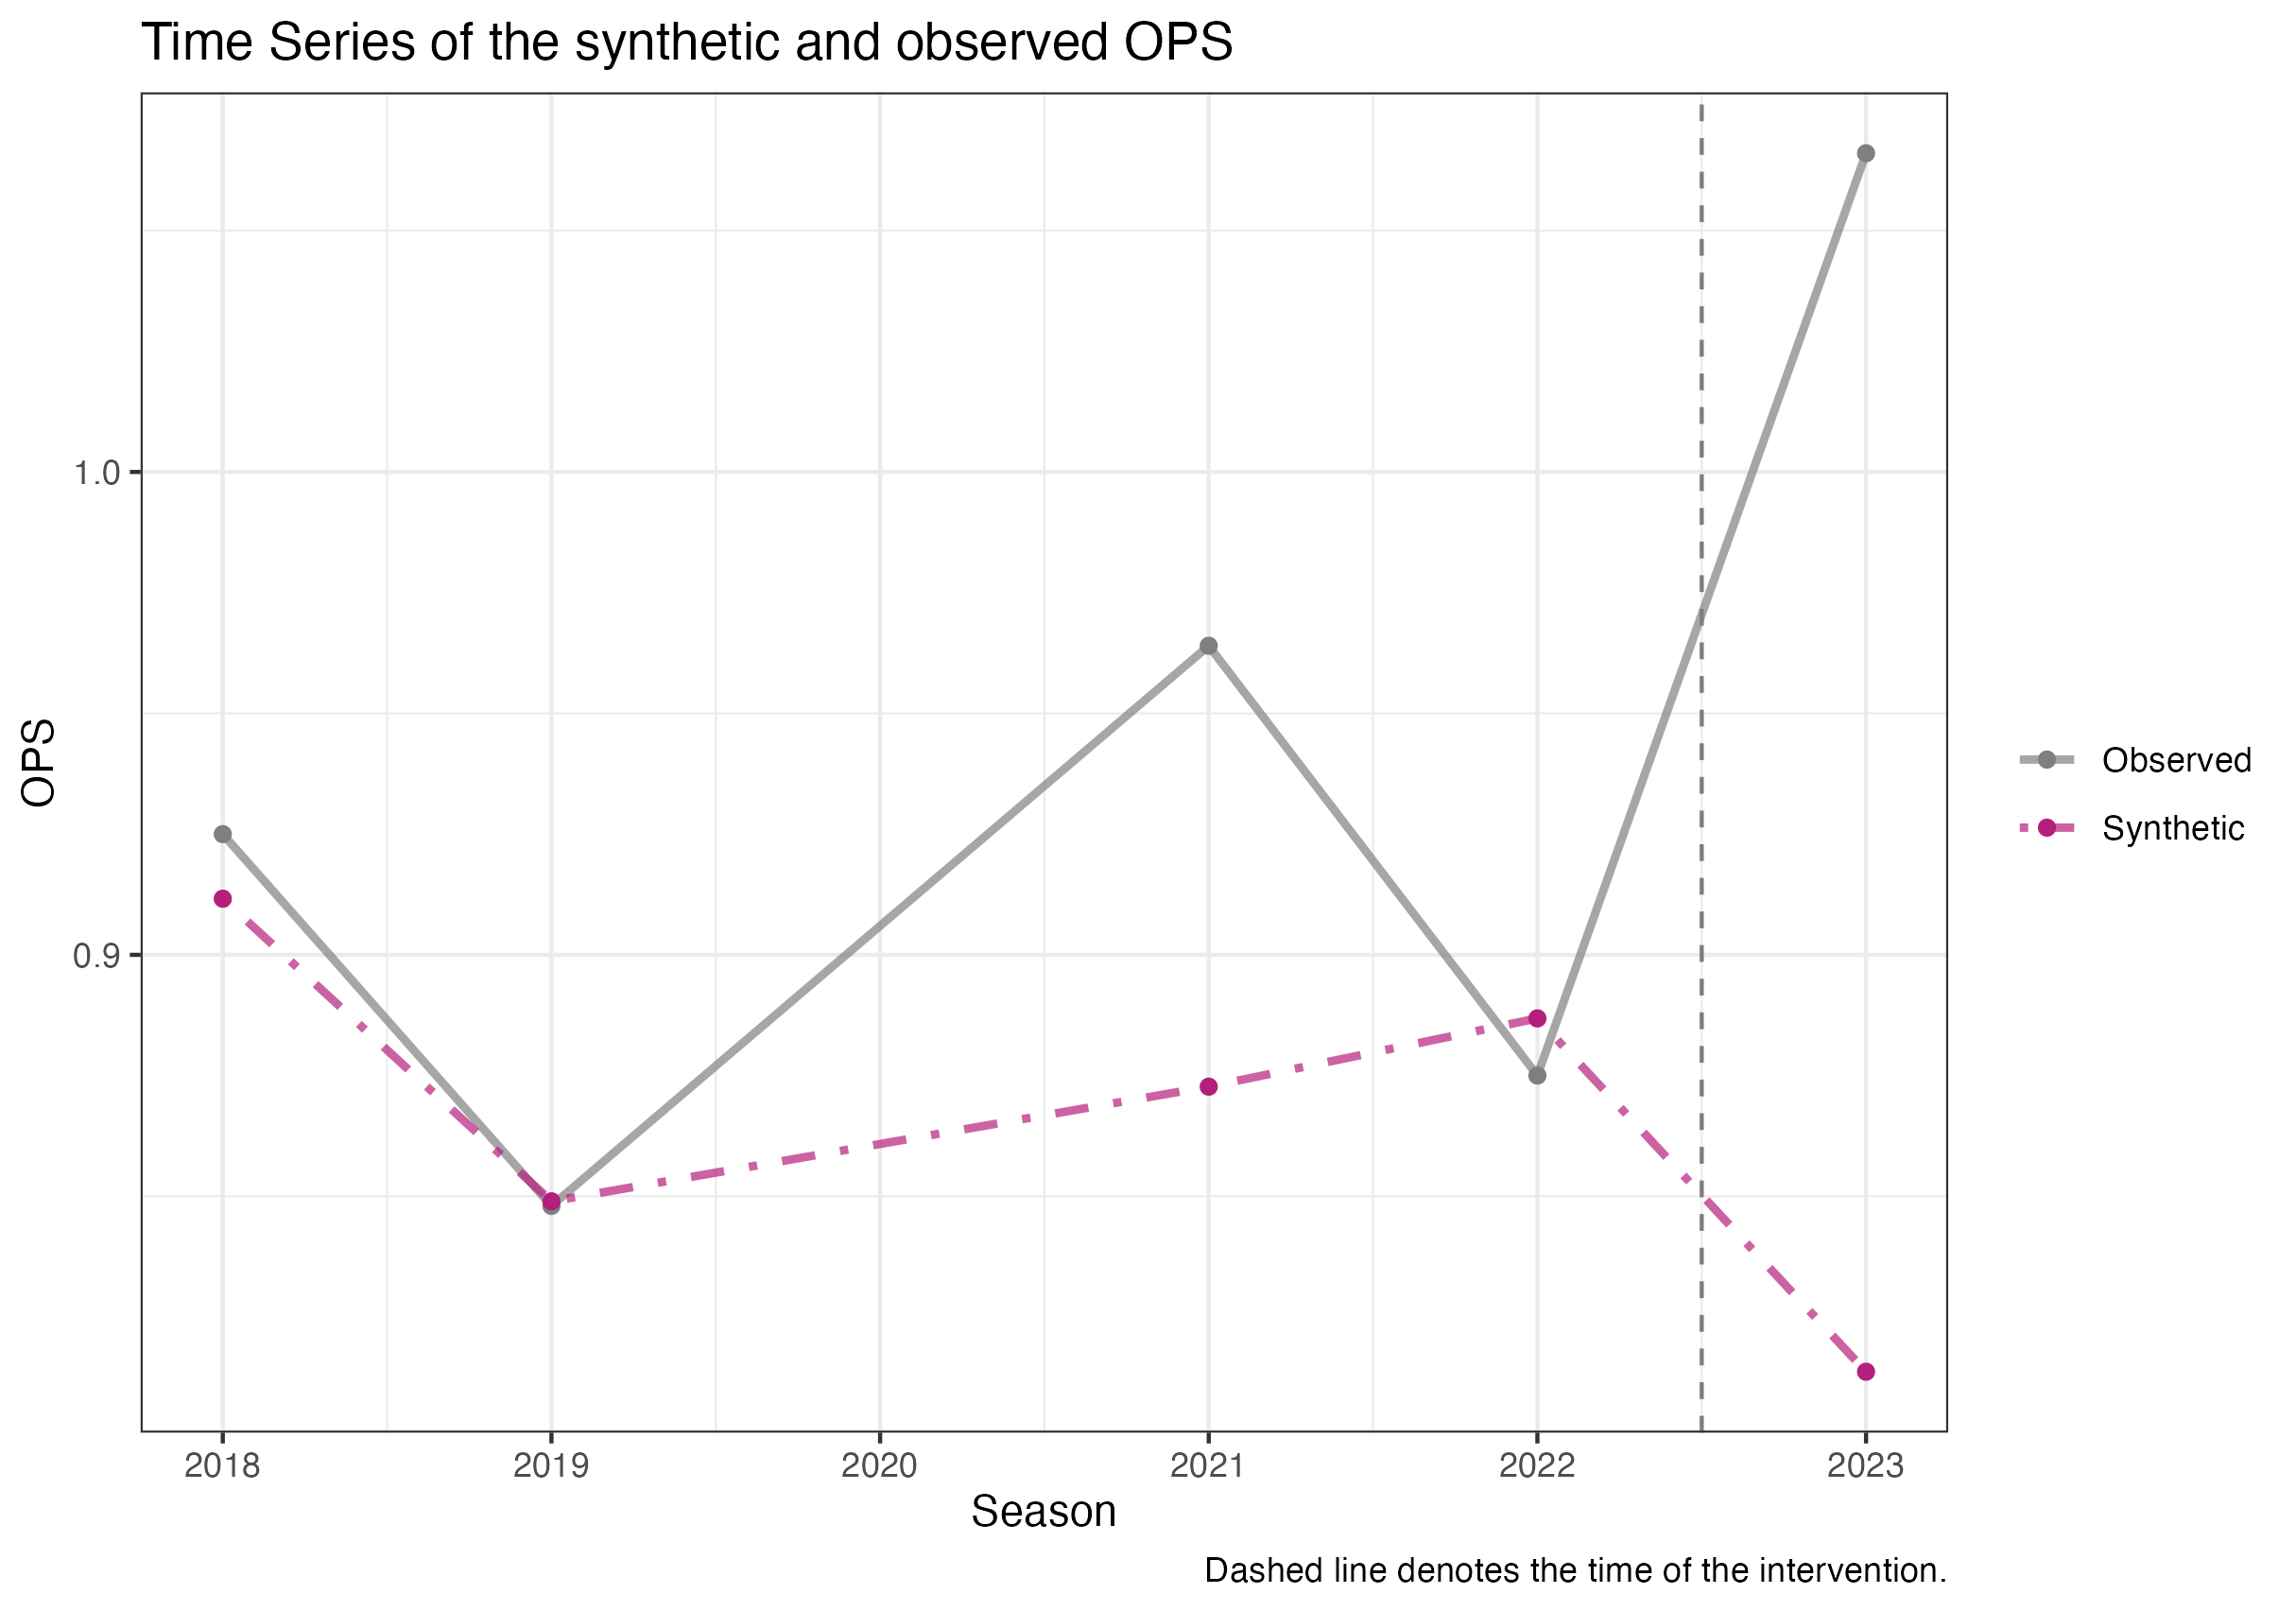 Time Series of the synthetic and observed OPS
OPS
1.0
0.9
Observed
Synthetic
2018 2019 2020 2021 2022 2023
Season
Dashed line denotes the time of the intervention.